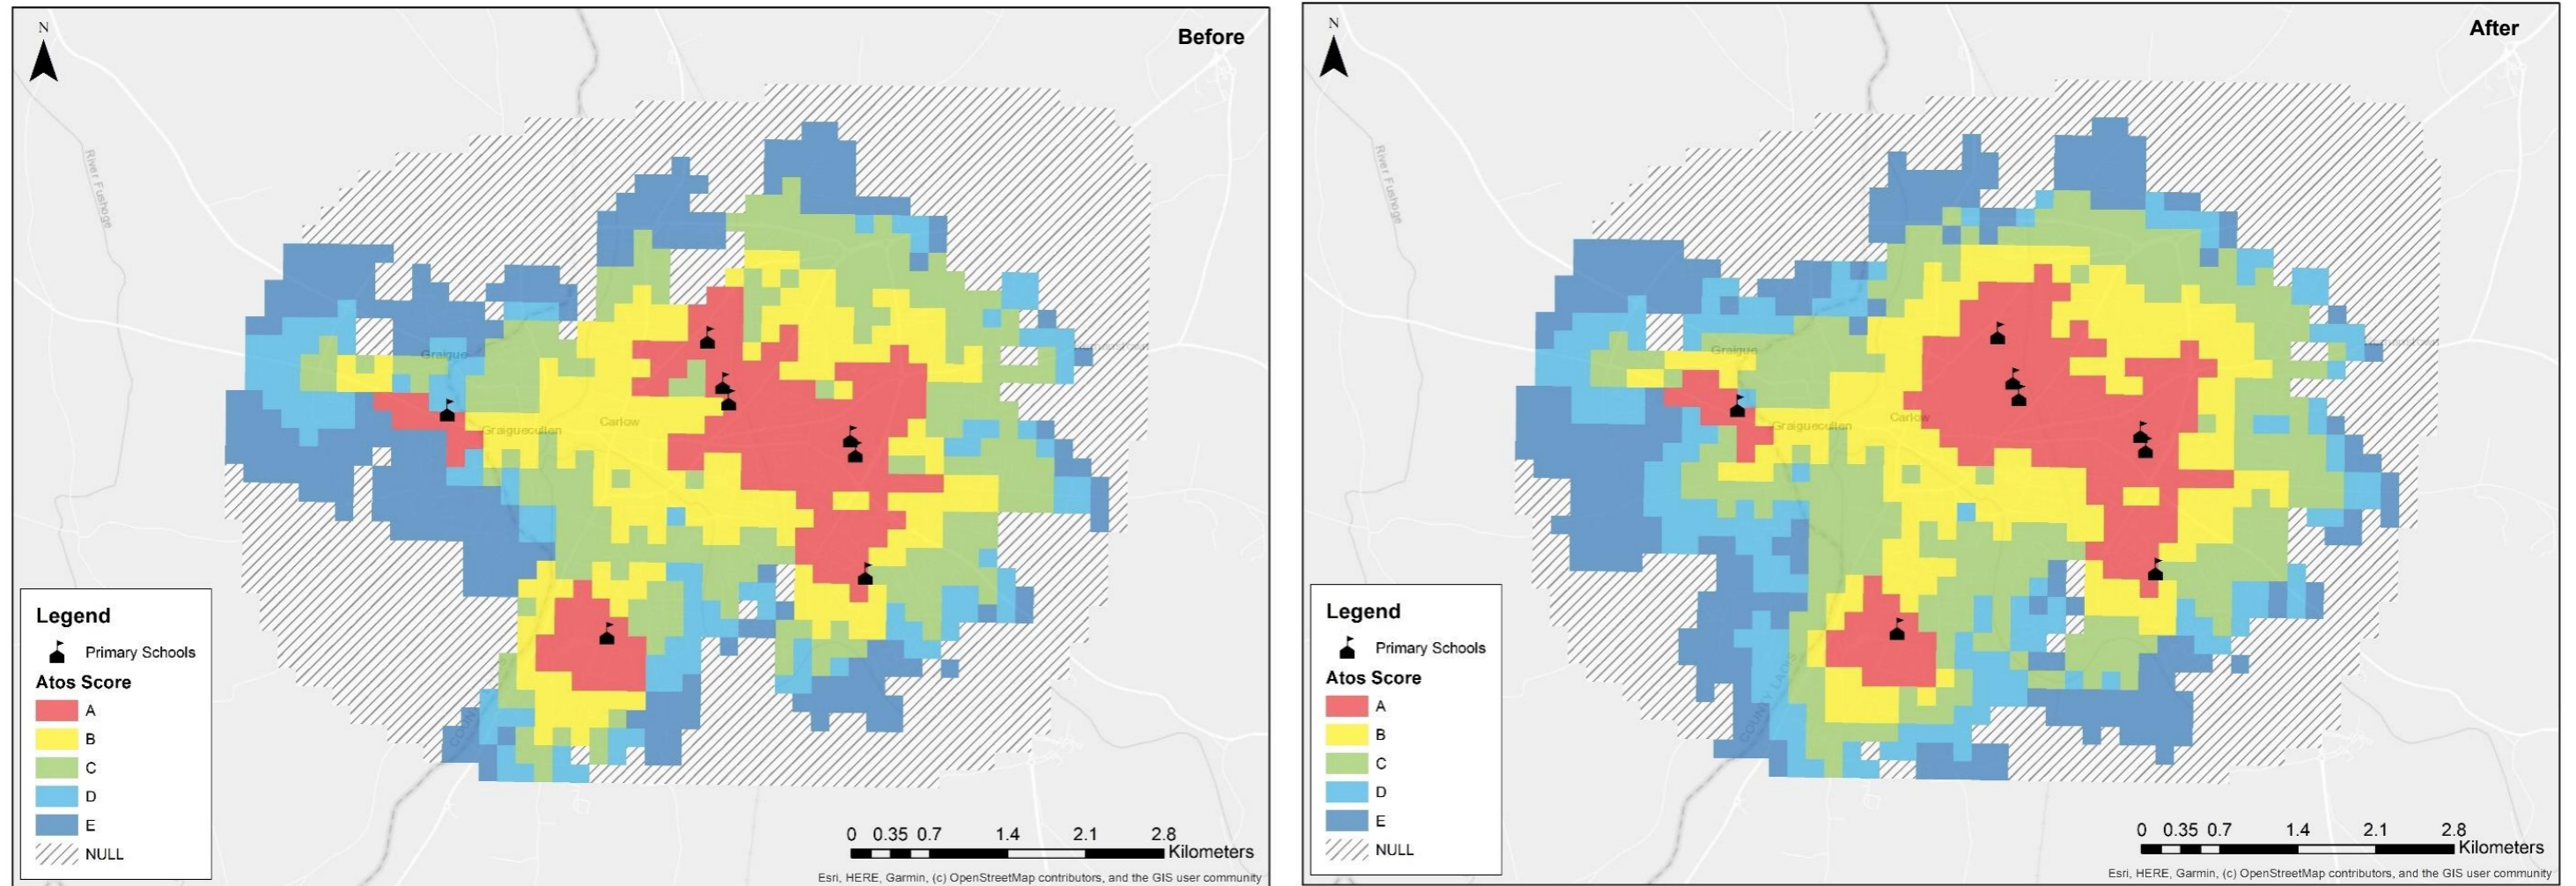 N
Before
River Fushoge
Graigue
Carlow
Graiguecullen
COUN
Legend
Primary Schools
Atos Score
A
B
C
D
E
NULL
0 0.35 0.7 1.4 2.1 2.8
Kilometers
Esri, HERE, Garmin, (c) OpenStreetMap contributors, and the GIS user community
N
After
River Fushoge
Graigue
Carlow
Graiguecullen
COUNTY LAOIS
Legend
Primary Schools
Atos Score
A
B
C
D
E
NULL
0 0.35 0.7 1.4 2.1 2.8
Kilometers
Esri, HERE, Garmin, (c) OpenStreetMap contributors, and the GIS user community